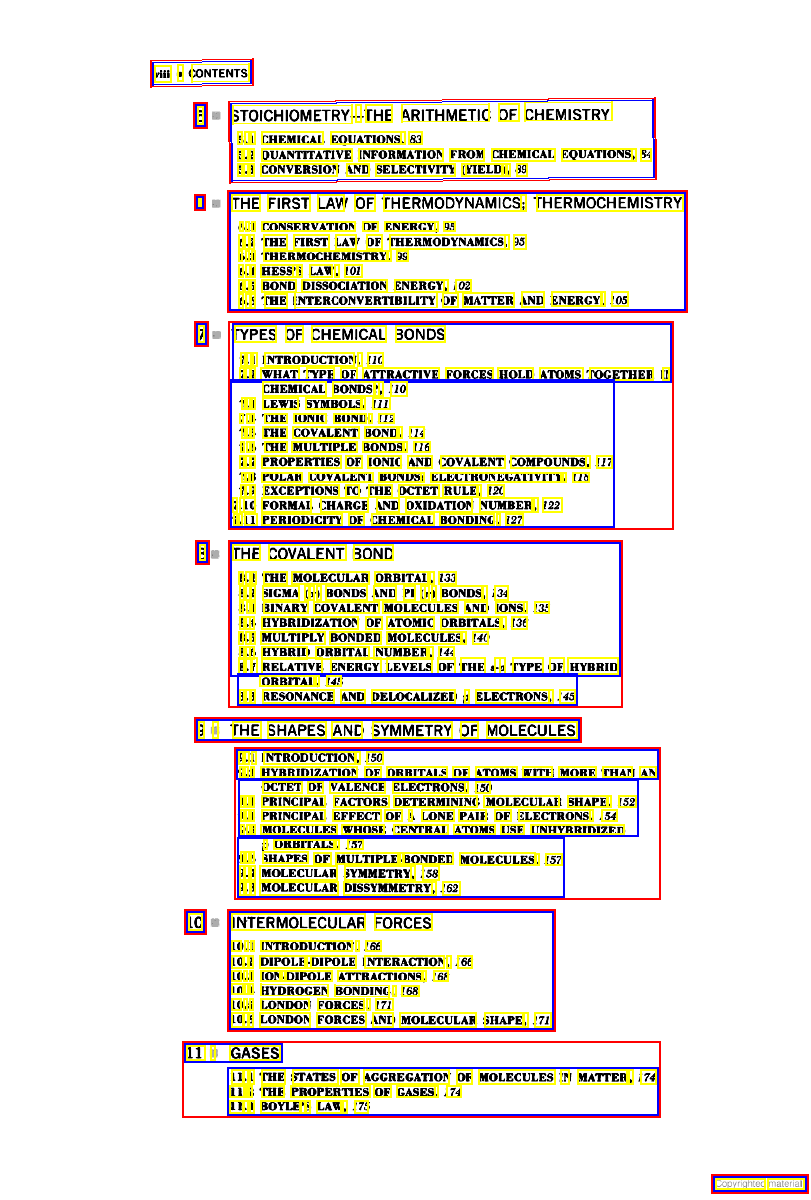 viii ▪ CONTENTS
5 ▪ STOICHIOMETRY—THE ARITHMETIC OF CHEMISTRY
5.1 CHEMICAL EQUATIONS, 83
5.2 QUANTITATIVE INFORMATION FROM CHEMICAL EQUATIONS, 84
5.3 CONVERSION AND SELECTIVITY (YIELD), 89
6 ▪ THE FIRST LAW OF THERMODYNAMICS; THERMOCHEMISTRY
6.1 CONSERVATION OF ENERGY, 95
6.2 THE FIRST LAW OF THERMODYNAMICS, 95
6.3 THERMOCHEMISTRY, 99
6.4 HESS'S LAW, 101
6.5 BOND DISSOCIATION ENERGY, 102
6.6 THE INTERCONVERTIBILITY OF MATTER AND ENERGY, 105
7 ▪ TYPES OF CHEMICAL BONDS
7.1 INTRODUCTION, 110
7.2 WHAT TYPE OF ATTRACTIVE FORCES HOLD ATOMS TOGETHER IN
CHEMICAL BONDS?, 110
7.3 LEWIS SYMBOLS, 111
7.4 THE IONIC BOND, 112
7.5 THE COVALENT BOND, 114
7.6 THE MULTIPLE BONDS, 116
7.7 PROPERTIES OF IONIC AND COVALENT COMPOUNDS, 117
7.8 POLAR COVALENT BONDS; ELECTRONEGATIVITY, 118
7.9 EXCEPTIONS TO THE OCTET RULE, 120
7.10 FORMAL CHARGE AND OXIDATION NUMBER, 122
7.11 PERIODICITY OF CHEMICAL BONDING, 127
8 ▪ THE COVALENT BOND
8.1 THE MOLECULAR ORBITAL, 133
8.2 SIGMA (σ) BONDS AND PI (π) BONDS, 134
8.3 BINARY COVALENT MOLECULES AND IONS, 135
8.4 HYBRIDIZATION OF ATOMIC ORBITALS, 136
8.5 MULTIPLY BONDED MOLECULES, 140
8.6 HYBRID ORBITAL NUMBER, 144
8.7 RELATIVE ENERGY LEVELS OF THE s-p TYPE OF HYBRID
ORBITAL, 145
8.8 RESONANCE AND DELOCALIZED p ELECTRONS, 145
9 ▪ THE SHAPES AND SYMMETRY OF MOLECULES
9.1 INTRODUCTION, 150
9.2 HYBRIDIZATION OF ORBITALS OF ATOMS WITH MORE THAN AN
OCTET OF VALENCE ELECTRONS, 150
9.3 PRINCIPAL FACTORS DETERMINING MOLECULAR SHAPE, 152
9.4 PRINCIPAL EFFECT OF A LONE PAIR OF ELECTRONS, 154
9.5 MOLECULES WHOSE CENTRAL ATOMS USE UNHYBRIDIZED
p ORBITALS, 157
9.6 SHAPES OF MULTIPLE-BONDED MOLECULES, 157
9.7 MOLECULAR SYMMETRY, 158
9.8 MOLECULAR DISSYMMETRY, 162
10 ▪ INTERMOLECULAR FORCES
10.1 INTRODUCTION, 166
10.2 DIPOLE-DIPOLE INTERACTION, 166
10.3 ION-DIPOLE ATTRACTIONS, 168
10.4 HYDROGEN BONDING, 168
10.5 LONDON FORCES, 171
10.6 LONDON FORCES AND MOLECULAR SHAPE, 171
11 ▪ GASES
11.1 THE STATES OF AGGREGATION OF MOLECULES IN MATTER, 174
11.2 THE PROPERTIES OF GASES, 174
11.3 BOYLE'S LAW, 175
Copyrighted material